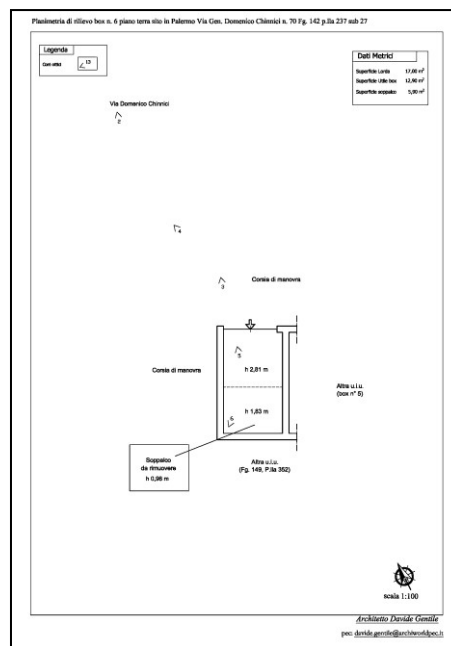 Planimetria di rilievo box n. 6 piano terra sito in Palermo Via Gen. Domenico Chinnici n. 70 Fg. 142 p.lla 237 sub 27
Legenda
Coni ottici 13
Dati Metrici
Superficie Lorda 17,00 m²
Superficie Utile box 12,90 m²
Superficie soppalco 5,90 m²
Via Domenico Chinnici
2
4
3
Corsia di manovra
5
h 2,81 m
Corsia di manovra
Altra u.i.u.
(box n° 5)
h 1,83 m
6
Soppalco
da rimuovere
h 0,98 m
Altra u.i.u.
(Fg. 149, P.lla 352)
scala 1:100
Architetto Davide Gentile
pec: davide.gentile@archiworldpec.it